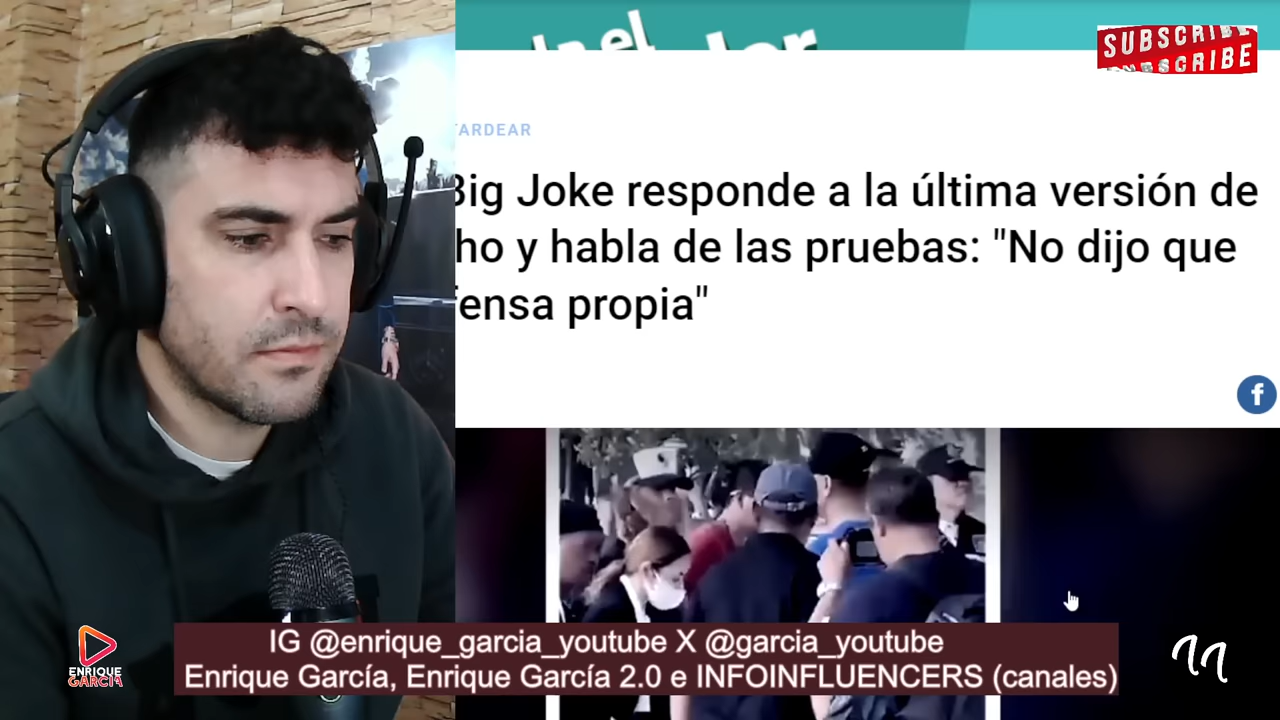 SUBSCRIBE
TARDEAR
Big Joke responde a la última versión de
ho y habla de las pruebas: "No dijo que
ensa propia"
f
IG @enrique_garcia_youtube X @garcia_youtube
Enrique García, Enrique García 2.0 e INFOINFLUENCERS (canales)
ENRIQUE
GARCÍA